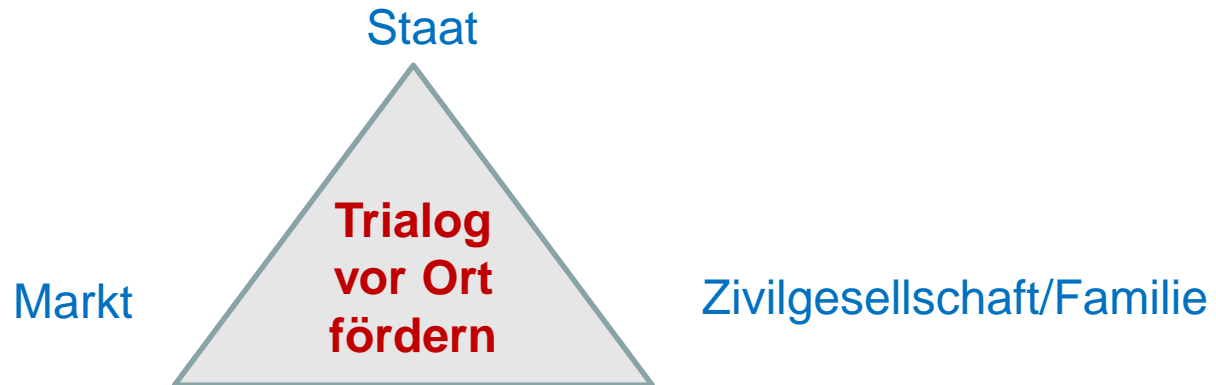 Staat
Trialog
vor Ort
fördern
Markt
Zivilgesellschaft/Familie